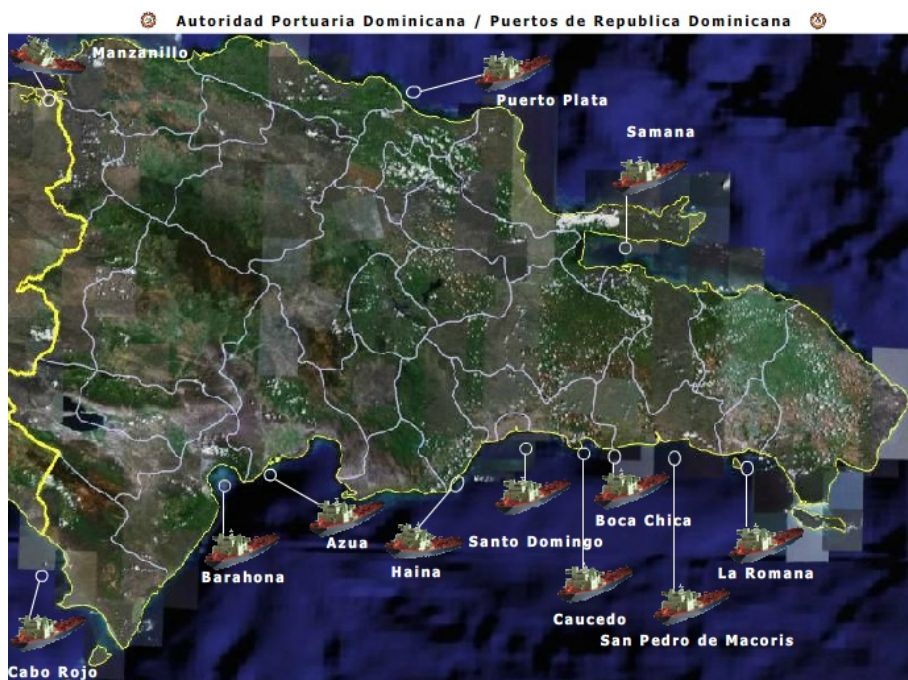 Autoridad Portuaria Dominicana / Puertos de Republica Dominicana
Manzanillo
Puerto Plata
Samana
Azua
Barahona
Haina
Santo Domingo
Boca Chica
Caucedo
La Romana
San Pedro de Macoris
Cabo Rojo